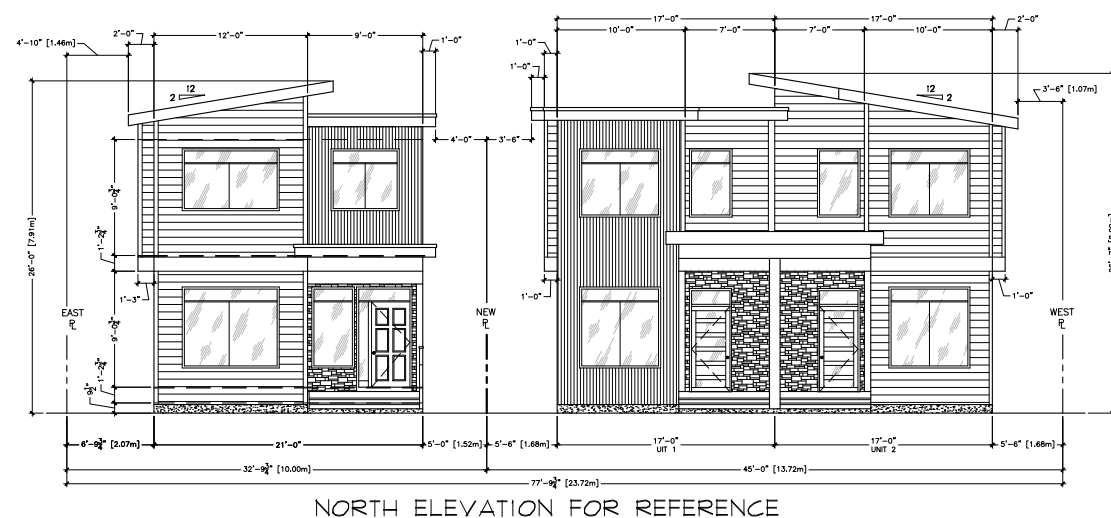 17'-0" 17'-0"
2'-0" 12'-0" 9'-0" 1'-0" 10'-0" 7'-0" 7'-0" 10'-0" 2'-0"
4'-10" [1.46m] 1'-0"
1'-0"
3'-6" [1.07m]
12 12
2 2
4'-0" 3'-6"
9'-0¾"
26'-0" [7.91m]
1'-2¾"
1'-3" 1'-0" 1'-0"
EAST NEW WEST
PL PL PL
9'-0¾"
1'-2¾"
9½"
6'-9¾" [2.07m] 21'-0" 5'-0" [1.52m] 5'-6" [1.68m] 17'-0" 17'-0" 5'-6" [1.68m]
UIT 1 UNIT 2
32'-9¾" [10.00m] 45'-0" [13.72m]
77'-9¾" [23.72m]
NORTH ELEVATION FOR REFERENCE